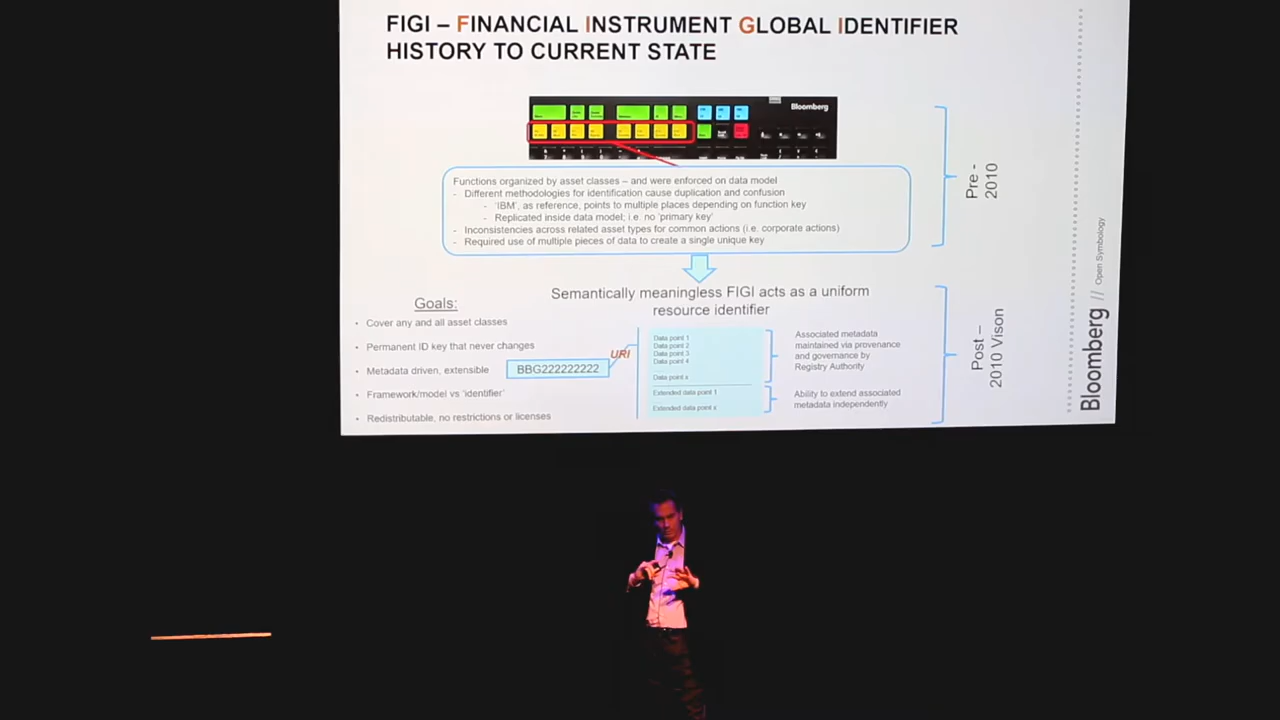 FIGI – FINANCIAL INSTRUMENT GLOBAL IDENTIFIER
HISTORY TO CURRENT STATE
Bloomberg
Functions organized by asset classes – and were enforced on data model
- Different methodologies for identification cause duplication and confusion
- 'IBM', as reference, points to multiple places depending on function key
- Replicated inside data model; i.e. no 'primary key'
- Inconsistencies across related asset types for common actions (i.e. corporate actions)
- Required use of multiple pieces of data to create a single unique key
Pre -
2010
Semantically meaningless FIGI acts as a uniform
resource identifier
Goals:
• Cover any and all asset classes
• Permanent ID key that never changes
• Metadata driven, extensible
• Framework/model vs 'identifier'
• Redistributable, no restrictions or licenses
BBG222222222
URI
Data point 1
Data point 2
Data point 3
Data point 4
Data point x
Extended data point 1
Extended data point x
Associated metadata
maintained via provenance
and governance by
Registry Authority
Ability to extend associated
metadata independently
Post –
2010 Vison
Bloomberg // Open Symbology